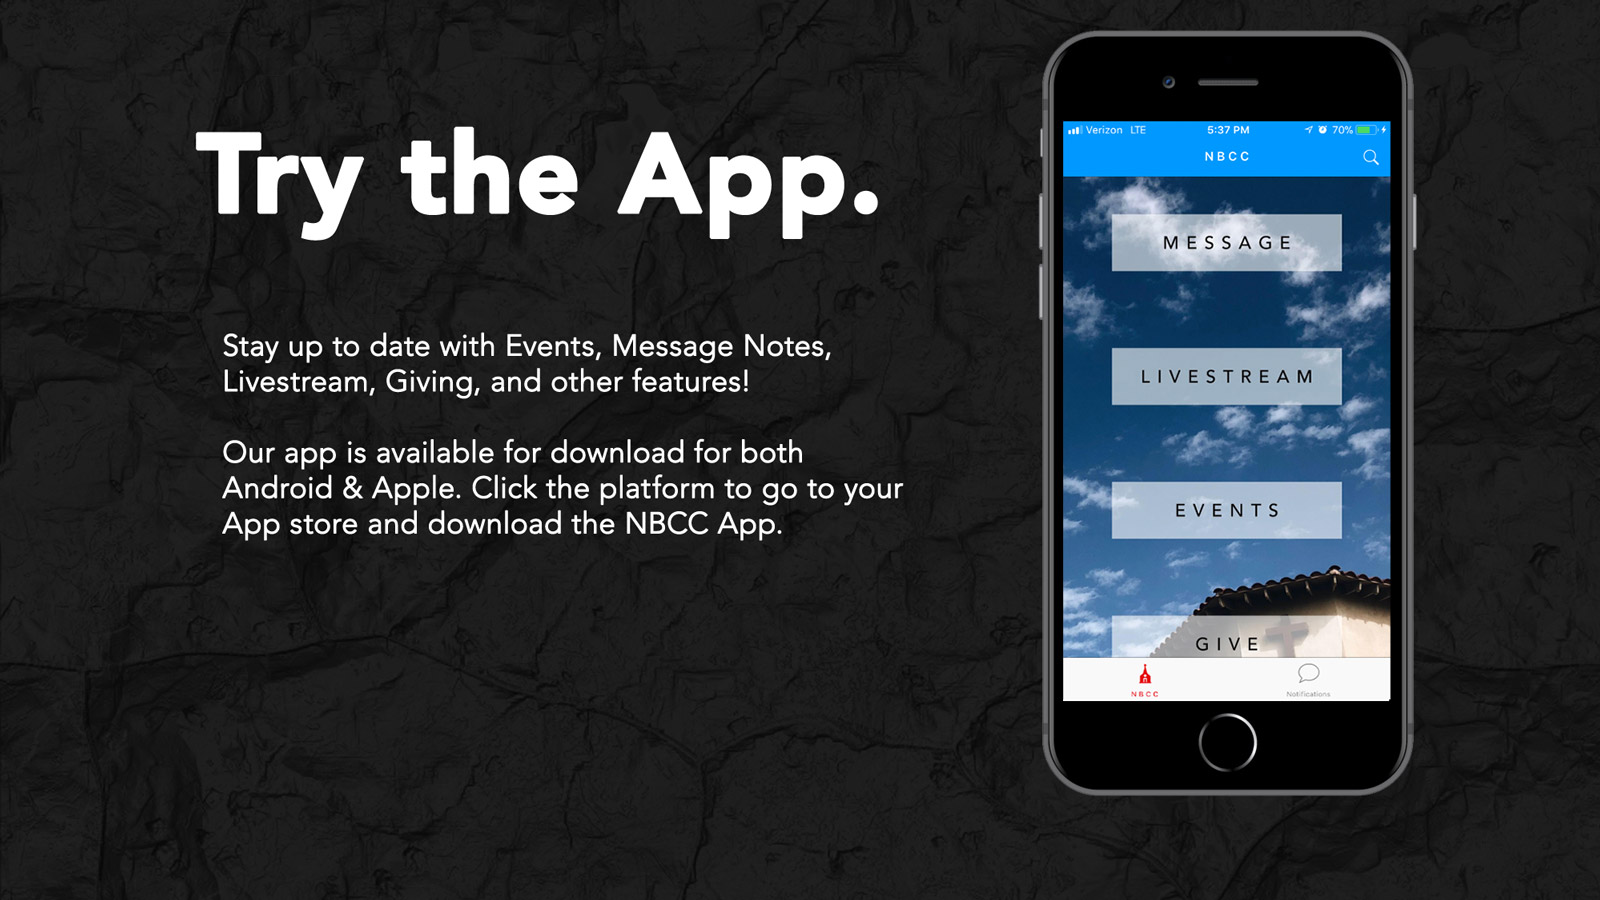 Try the App.
Stay up to date with Events, Message Notes,
Livestream, Giving, and other features!
Our app is available for download for both
Android & Apple. Click the platform to go to your
App store and download the NBCC App.
Verizon LTE 5:37 PM 70%
NBCC
MESSAGE
LIVESTREAM
EVENTS
GIVE
NBCC Notifications